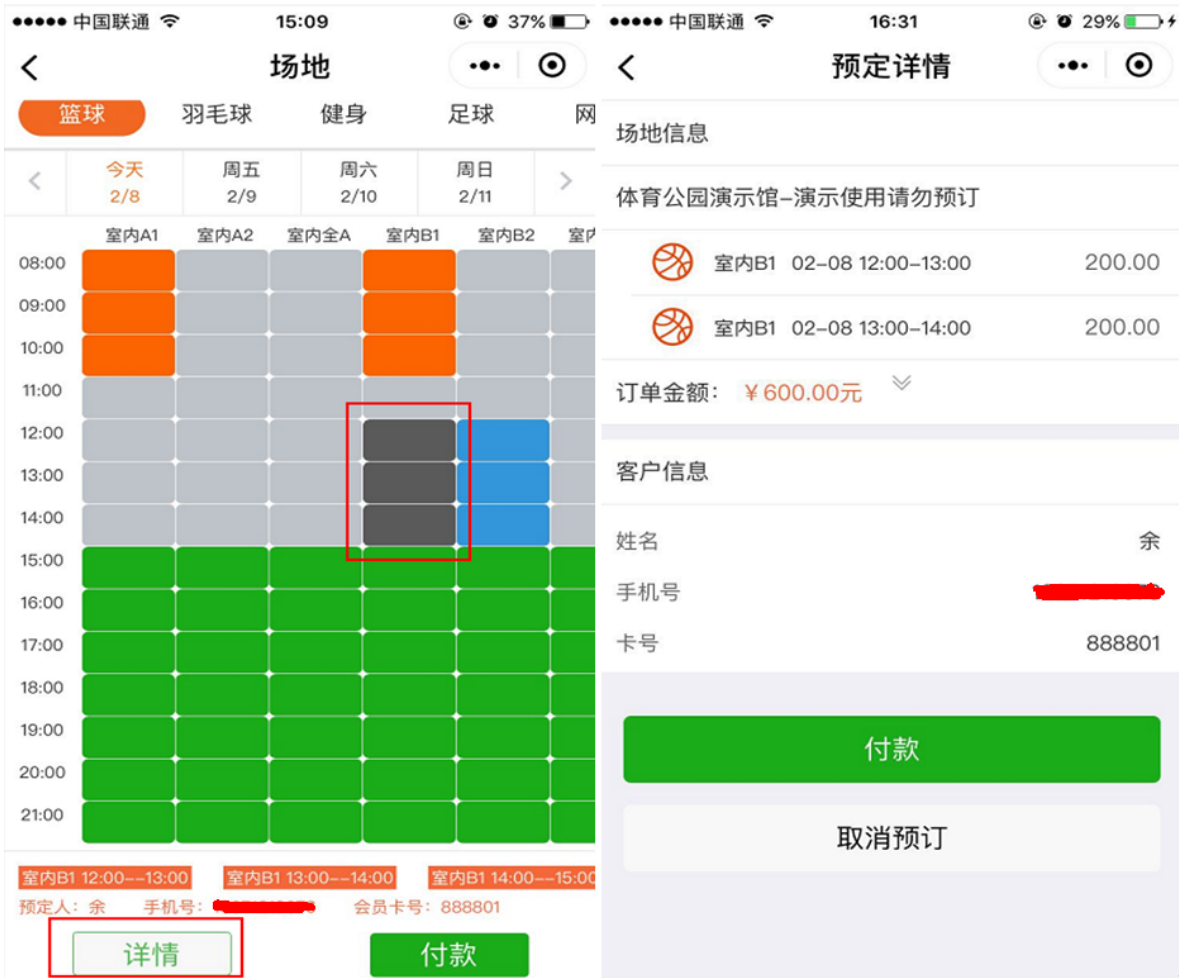 中国联通 15:09 37%
场地
篮球 羽毛球 健身 足球 网
今天 周五 周六 周日
2/8 2/9 2/10 2/11
室内A1 室内A2 室内全A 室内B1 室内B2 室内
08:00
09:00
10:00
11:00
12:00
13:00
14:00
15:00
16:00
17:00
18:00
19:00
20:00
21:00
室内B1 12:00--13:00 室内B1 13:00--14:00 室内B1 14:00--15:00
预定人：余 手机号： 会员卡号：888801
详情 付款
中国联通 16:31 29%
预定详情
场地信息
体育公园演示馆-演示使用请勿预订
室内B1 02-08 12:00-13:00 200.00
室内B1 02-08 13:00-14:00 200.00
订单金额： ￥600.00元
客户信息
姓名 余
手机号
卡号 888801
付款
取消预订